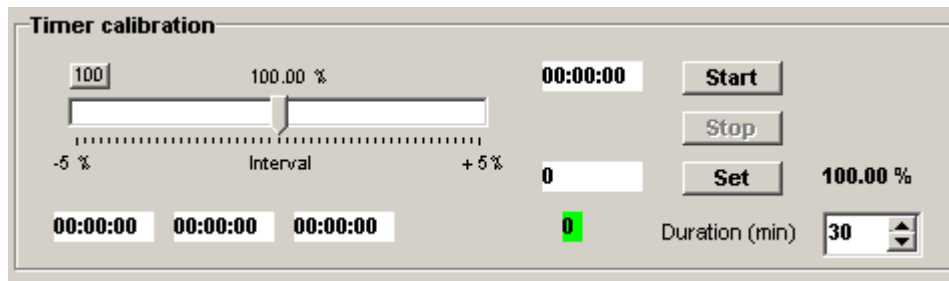 Timer calibration
100 100.00 % 00:00:00 Start
Stop
-5 % Interval +5%
0 Set 100.00 %
00:00:00 00:00:00 00:00:00 0 Duration (min) 30